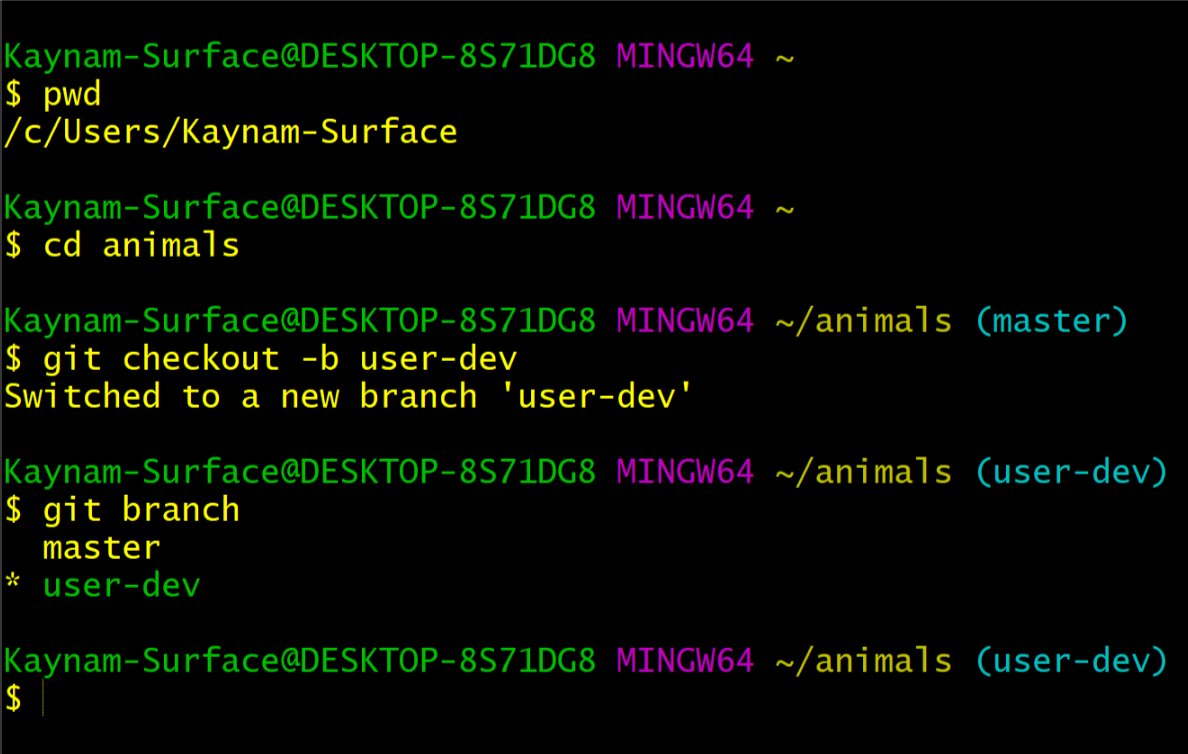 Kaynam-Surface@DESKTOP-8S71DG8 MINGW64 ~
$ pwd
/c/Users/Kaynam-Surface
Kaynam-Surface@DESKTOP-8S71DG8 MINGW64 ~
$ cd animals
Kaynam-Surface@DESKTOP-8S71DG8 MINGW64 ~/animals (master)
$ git checkout -b user-dev
Switched to a new branch 'user-dev'
Kaynam-Surface@DESKTOP-8S71DG8 MINGW64 ~/animals (user-dev)
$ git branch
  master
* user-dev
Kaynam-Surface@DESKTOP-8S71DG8 MINGW64 ~/animals (user-dev)
$